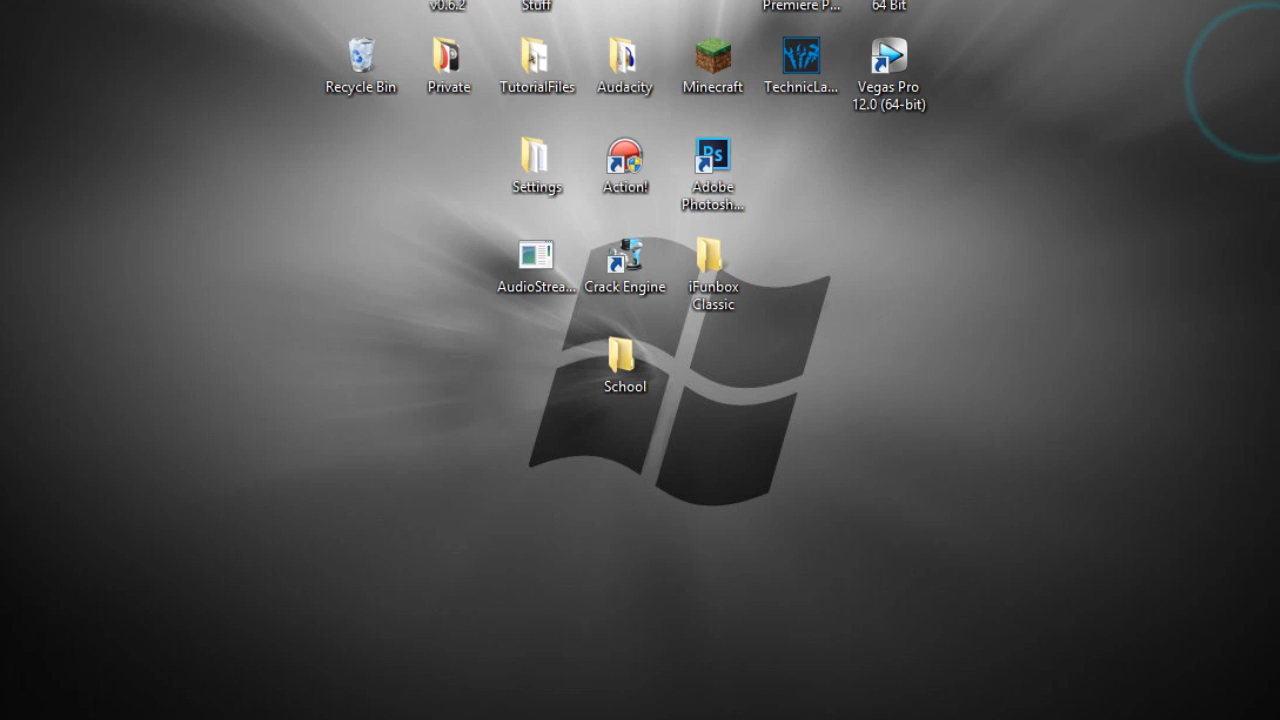 v0.6.2
Stuff
Premiere P...
64 Bit
Recycle Bin
Private
TutorialFiles
Audacity
Minecraft
TechnicLa...
Vegas Pro
12.0 (64-bit)
Settings
Action!
Ps
Adobe
Photosh...
AudioStrea...
Crack Engine
iFunbox
Classic
School